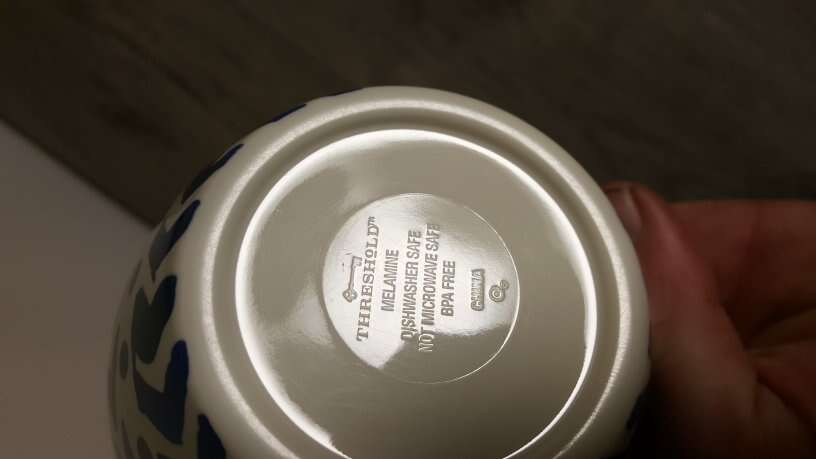 THRESHOLD™
MELAMINE
DISHWASHER SAFE
NOT MICROWAVE SAFE
BPA FREE
CHINA